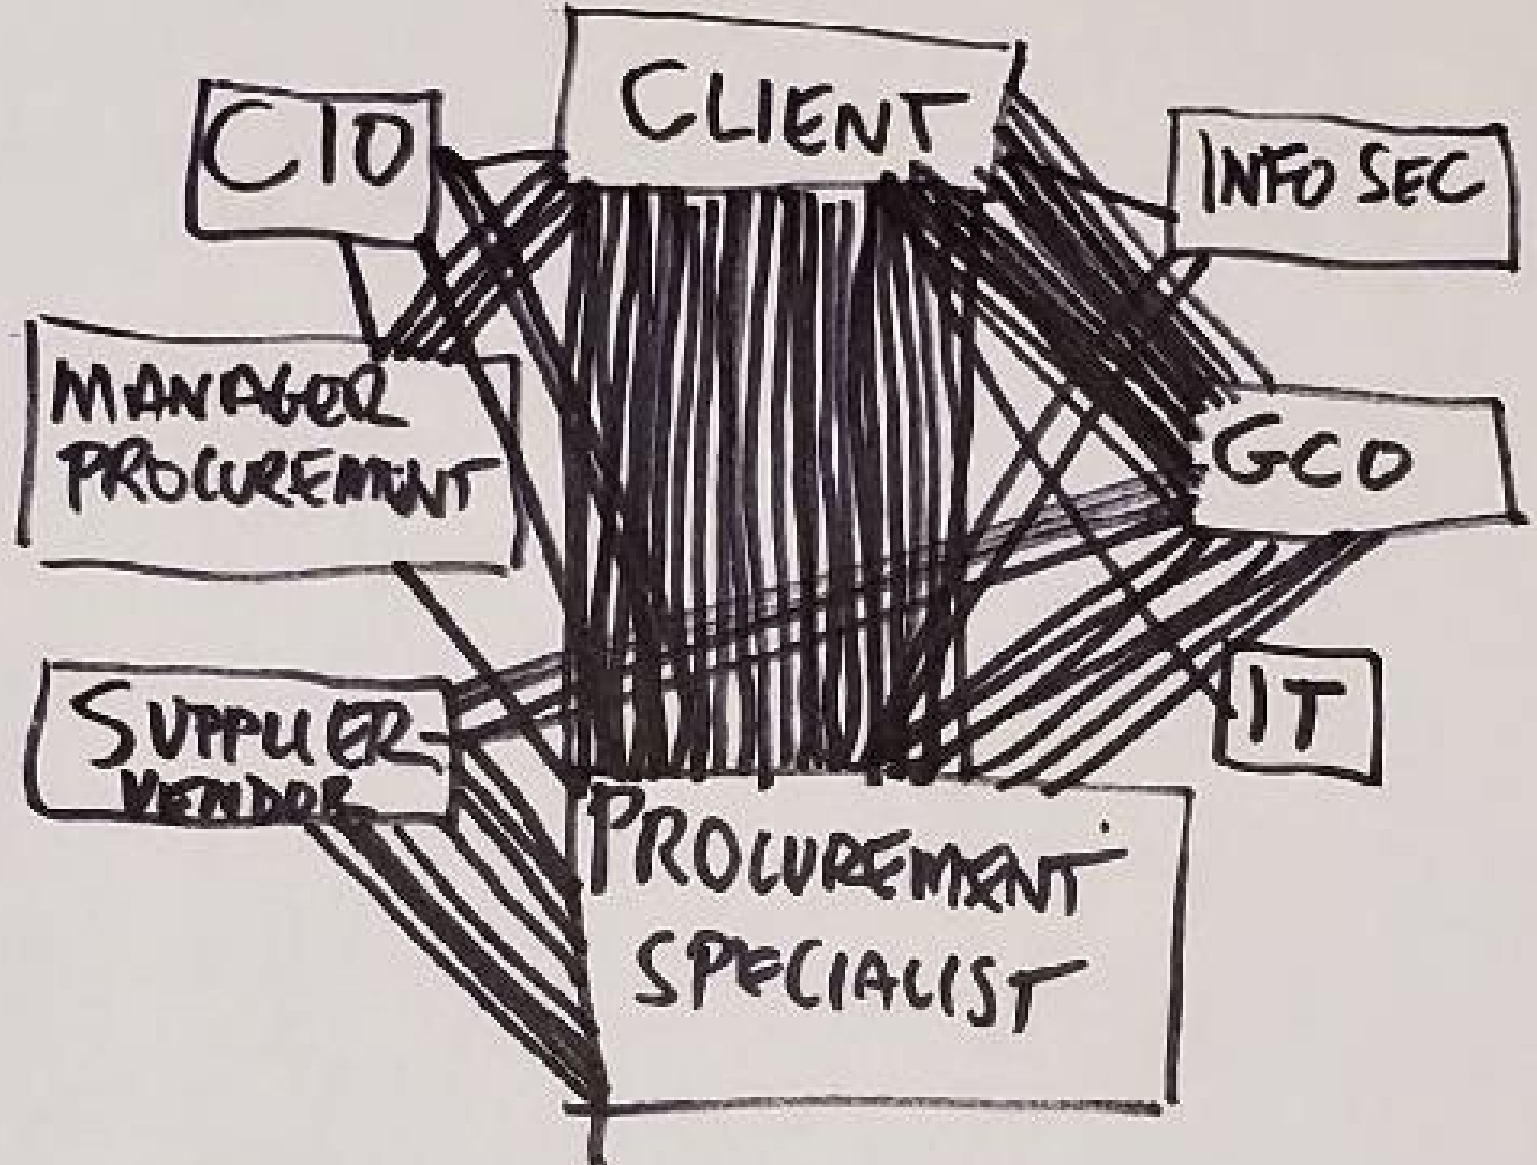 CLIENT
CIO
INFO SEC
MANAGER
PROCUREMENT
GCO
SUPPLIER
VENDOR
IT
PROCUREMENT
SPECIALIST